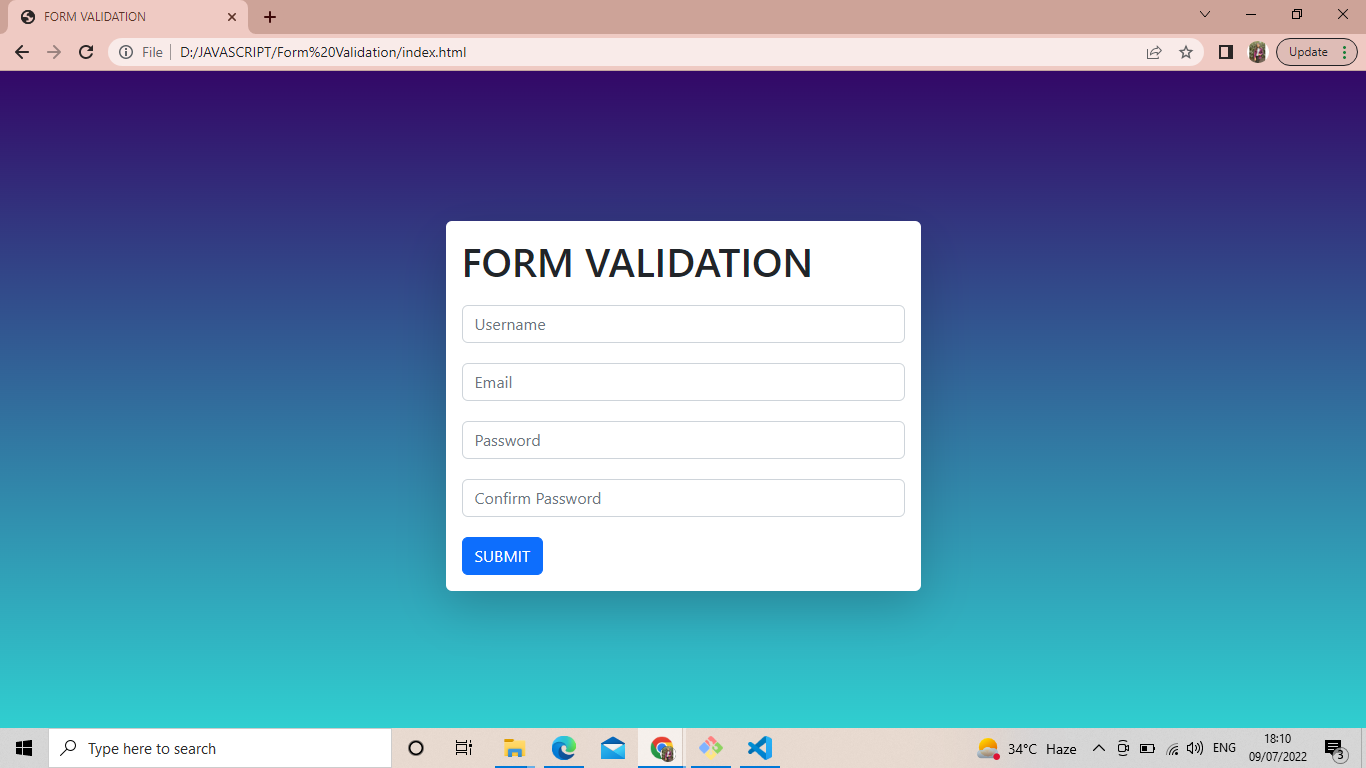 FORM VALIDATION
File D:/JAVASCRIPT/Form%20Validation/index.html
Update
FORM VALIDATION
Username
Email
Password
Confirm Password
SUBMIT
Type here to search
34°C Haze
ENG
18:10
09/07/2022
3